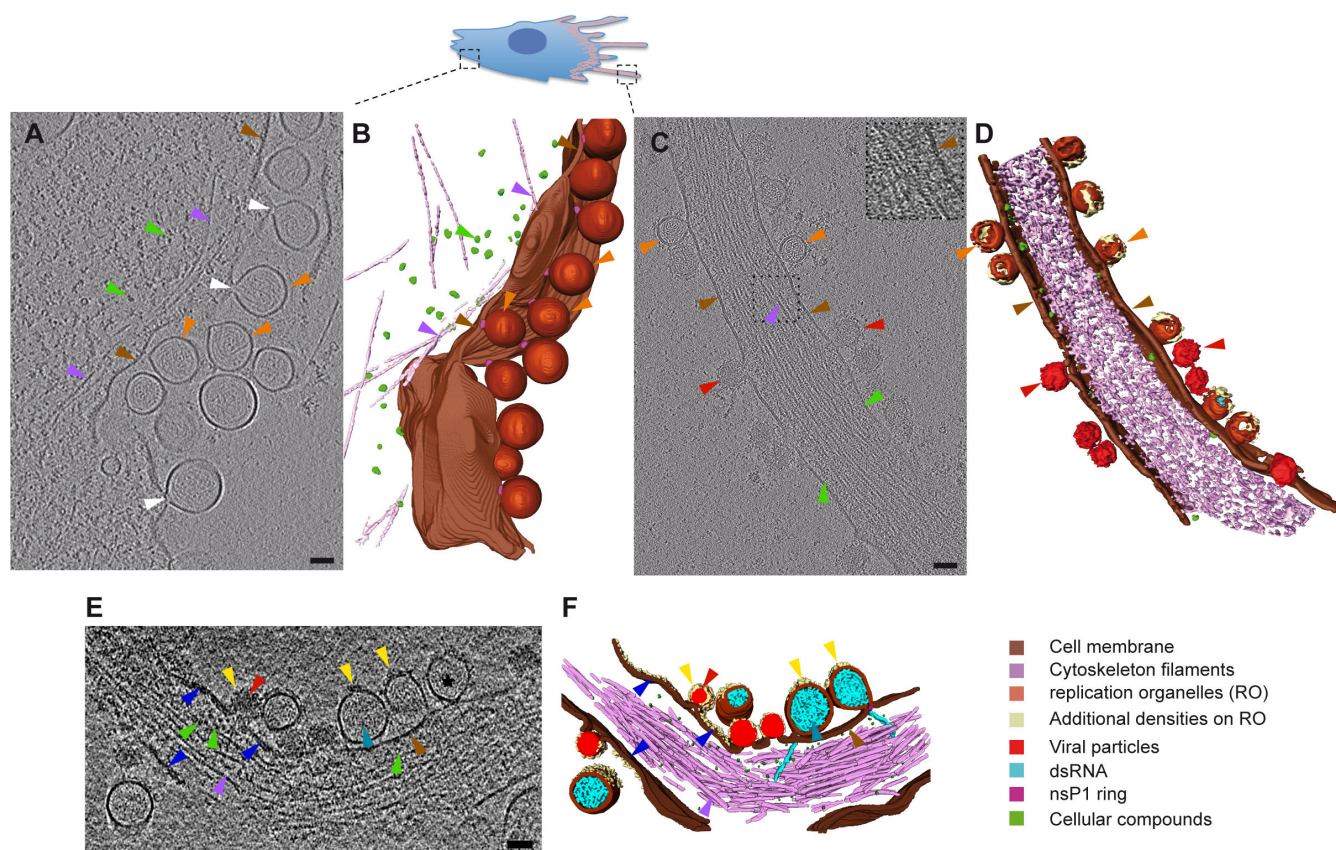 A
B
C
D
E
F
Cell membrane
Cytoskeleton filaments
replication organelles (RO)
Additional densities on RO
Viral particles
dsRNA
nsP1 ring
Cellular compounds